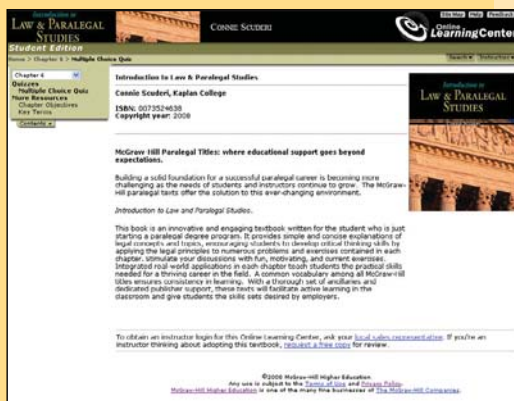 Introduction to
LAW & PARALEGAL
STUDIES
CONNIE SCUDERI
Site Map Help Feedback
Online
Learning Center
Student Edition
Home > Chapter 6 > Multiple Choice Quiz
Chapter 6
Quizzes
Multiple Choice Quiz
More Resources
Chapter Objectives
Key Terms
Contents
Introduction to Law & Paralegal Studies
Connie Scuderi, Kaplan College
ISBN: 0073524638
Copyright year: 2008
McGraw Hill Paralegal Titles: where educational support goes beyond
expectations.
Building a solid foundation for a successful paralegal career is becoming more
challenging as the needs of students and instructors continue to grow. The McGraw-
Hill paralegal texts offer the solution to this ever-changing environment.
Introduction to Law and Paralegal Studies.
This book is an innovative and engaging textbook written for the student who is just
starting a paralegal degree program. It provides simple and concise explanations of
legal concepts and topics, encouraging students to develop critical thinking skills by
applying the legal principles to numerous problems and exercises contained in each
chapter. Stimulate your discussions with fun, motivating, and current exercises.
Integrated real world applications in each chapter teach students the practical skills
needed for a thriving career in the field. A common vocabulary among all McGraw-Hill
titles ensures consistency in learning. With a thorough set of ancillaries and
dedicated publisher support, these texts will facilitate active learning in the
classroom and give students the skills sets desired by employers.
Introduction to
LAW & PARALEGAL
STUDIES
To obtain an instructor login for this Online Learning Center, ask your local sales representative. If you're an
instructor thinking about adopting this textbook, request a free copy for review.
McGraw-Hill Higher Education
Any use is subject to the Terms of Use and Privacy Policy.
McGraw-Hill Higher Education is one of the many fine businesses of The McGraw-Hill Companies.